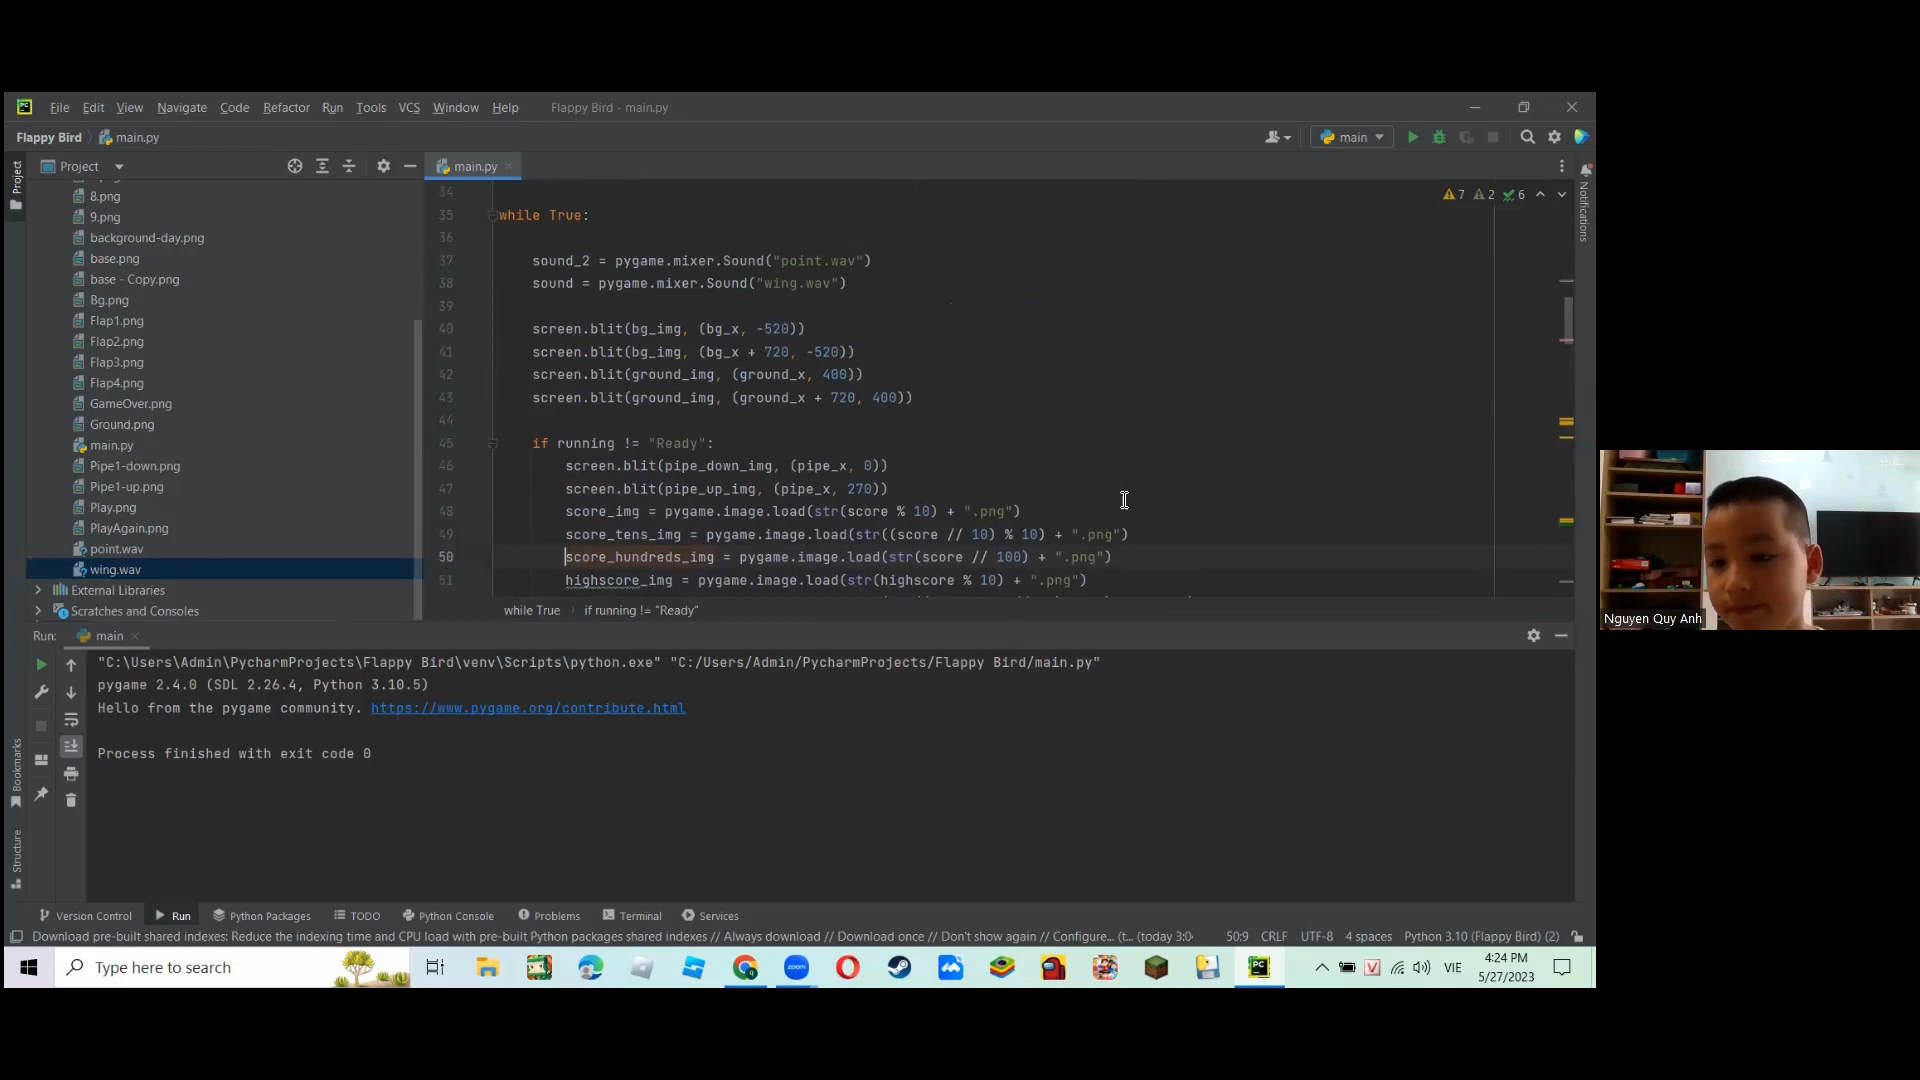 File Edit View Navigate Code Refactor Run Tools VCS Window Help Flappy Bird - main.py
Flappy Bird main.py
main
Project
main.py
Project
Notifications
7 2 6
8.png
9.png
background-day.png
base.png
base - Copy.png
Bg.png
Flap1.png
Flap2.png
Flap3.png
Flap4.png
GameOver.png
Ground.png
main.py
Pipe1-down.png
Pipe1-up.png
Play.png
PlayAgain.png
point.wav
wing.wav
External Libraries
Scratches and Consoles
34
35 while True:
36
37 sound_2 = pygame.mixer.Sound("point.wav")
38 sound = pygame.mixer.Sound("wing.wav")
39
40 screen.blit(bg_img, (bg_x, -520))
41 screen.blit(bg_img, (bg_x + 720, -520))
42 screen.blit(ground_img, (ground_x, 400))
43 screen.blit(ground_img, (ground_x + 720, 400))
44
45 if running != "Ready":
46 screen.blit(pipe_down_img, (pipe_x, 0))
47 screen.blit(pipe_up_img, (pipe_x, 270))
48 score_img = pygame.image.load(str(score % 10) + ".png")
49 score_tens_img = pygame.image.load(str((score // 10) % 10) + ".png")
50 score_hundreds_img = pygame.image.load(str(score // 100) + ".png")
51 highscore_img = pygame.image.load(str(highscore % 10) + ".png")
while True if running != "Ready"
Nguyen Quy Anh
Run: main
"C:\Users\Admin\PycharmProjects\Flappy Bird\venv\Scripts\python.exe" "C:/Users/Admin/PycharmProjects/Flappy Bird/main.py"
pygame 2.4.0 (SDL 2.26.4, Python 3.10.5)
Hello from the pygame community. https://www.pygame.org/contribute.html
Process finished with exit code 0
Bookmarks
Structure
Version Control Run Python Packages TODO Python Console Problems Terminal Services
Download pre-built shared indexes: Reduce the indexing time and CPU load with pre-built Python packages shared indexes // Always download // Download once // Don't show again // Configure... (t... (today 3:0 50:9 CRLF UTF-8 4 spaces Python 3.10 (Flappy Bird) (2)
Type here to search
zoom
VIE
4:24 PM
5/27/2023